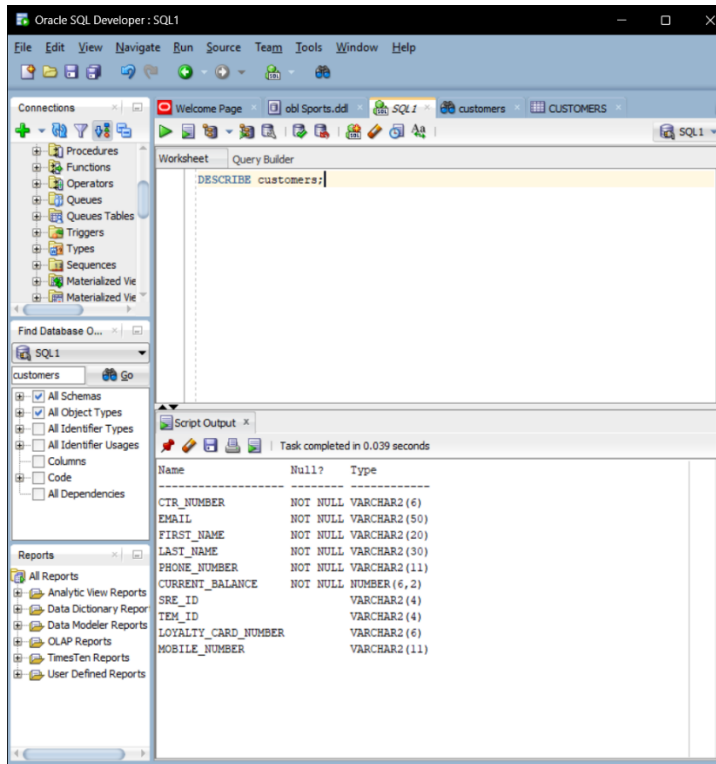 Oracle SQL Developer : SQL1
File Edit View Navigate Run Source Team Tools Window Help
Connections
Procedures
Functions
Operators
Queues
Queues Tables
Triggers
Types
Sequences
Materialized Vie
Materialized Vie
Find Database O...
SQL1
customers Go
All Schemas
All Object Types
All Identifier Types
All Identifier Usages
Columns
Code
All Dependencies
Reports
All Reports
Analytic View Reports
Data Dictionary Repor
Data Modeler Reports
OLAP Reports
TimesTen Reports
User Defined Reports
Welcome Page obl Sports.ddl SQL1 customers CUSTOMERS
SQL1
Worksheet Query Builder
DESCRIBE customers;
Script Output
Task completed in 0.039 seconds
Name Null? Type
------------------- -------- ------------
CTR_NUMBER NOT NULL VARCHAR2(6)
EMAIL NOT NULL VARCHAR2(50)
FIRST_NAME NOT NULL VARCHAR2(20)
LAST_NAME NOT NULL VARCHAR2(30)
PHONE_NUMBER NOT NULL VARCHAR2(11)
CURRENT_BALANCE NOT NULL NUMBER(6,2)
SRE_ID VARCHAR2(4)
TEM_ID VARCHAR2(4)
LOYALTY_CARD_NUMBER VARCHAR2(6)
MOBILE_NUMBER VARCHAR2(11)